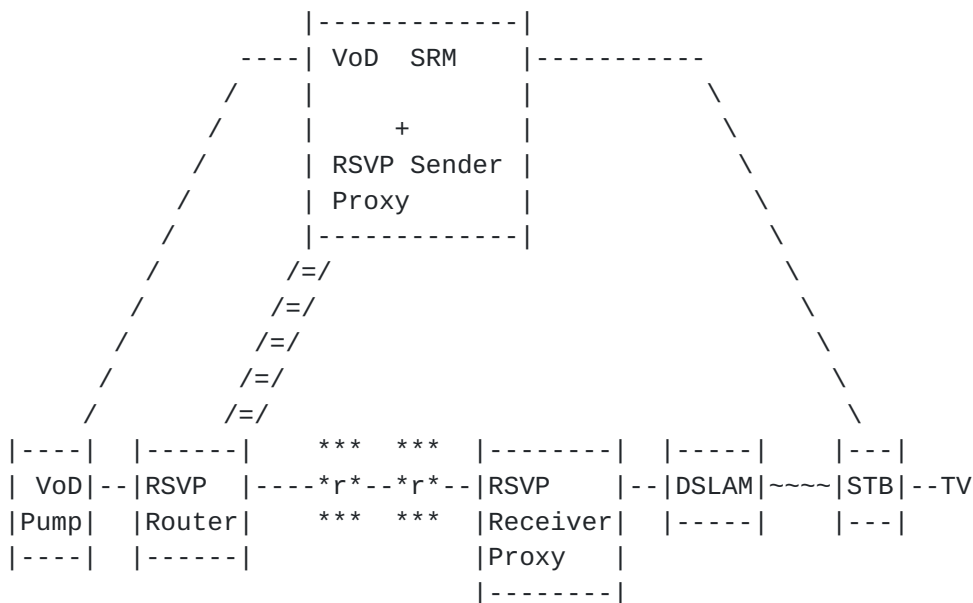 |-------------|
               ----| VoD  SRM    |-----------
              /    |             |           \
             /     |     +       |            \
            /      | RSVP Sender |             \
           /       | Proxy       |              \
          /        |-------------|               \
         /        /=/                             \
        /        /=/                               \
       /        /=/                                 \
      /        /=/                                   \
     /        /=/                                     \
|----|  |------|    ***  ***  |--------|  |-----|    |---|
| VoD|--|RSVP  |----*r*--*r*--|RSVP    |--|DSLAM|~~~~|STB|--TV
|Pump|  |Router|    ***  ***  |Receiver|  |-----|    |---|
|----|  |------|              |Proxy   |
                              |--------|